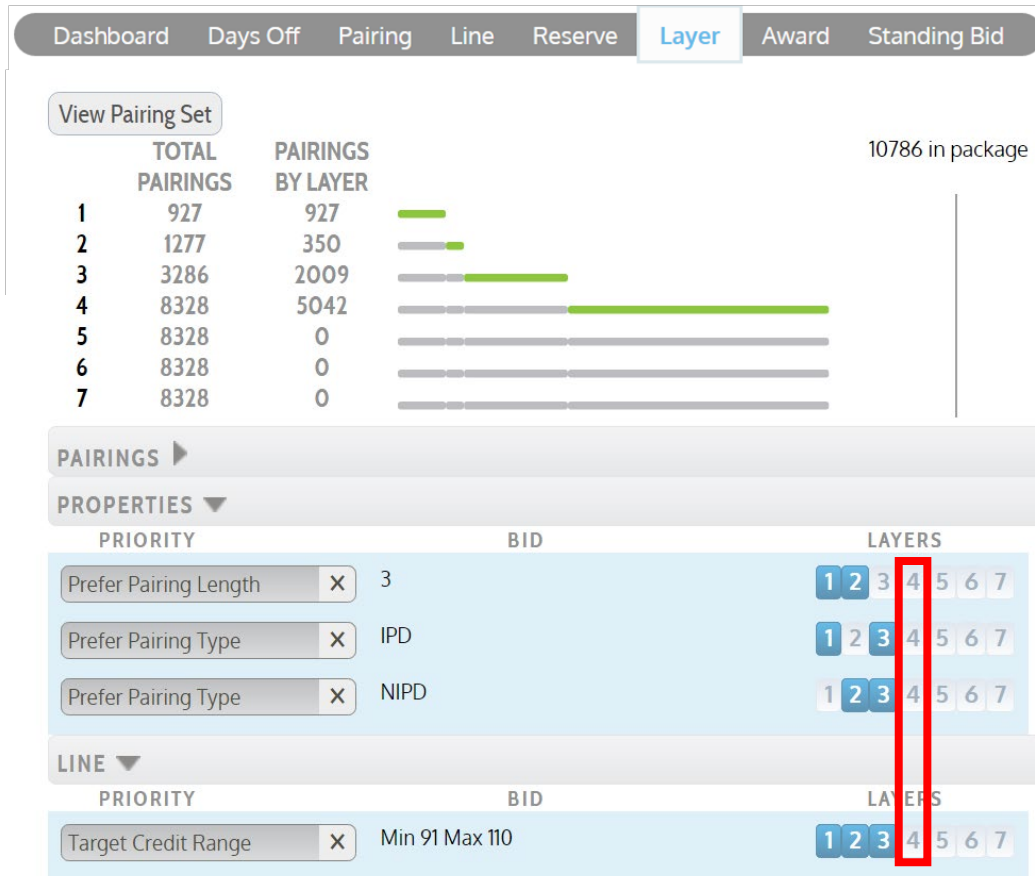 Dashboard Days Off Pairing Line Reserve Layer Award Standing Bid
View Pairing Set
TOTAL PAIRINGS PAIRINGS BY LAYER 10786 in package
1 927 927
2 1277 350
3 3286 2009
4 8328 5042
5 8328 0
6 8328 0
7 8328 0
PAIRINGS
PROPERTIES
PRIORITY BID LAYERS
Prefer Pairing Length X 3 1 2 3 4 5 6 7
Prefer Pairing Type X IPD 1 2 3 4 5 6 7
Prefer Pairing Type X NIPD 1 2 3 4 5 6 7
LINE
PRIORITY BID LAYERS
Target Credit Range X Min 91 Max 110 1 2 3 4 5 6 7